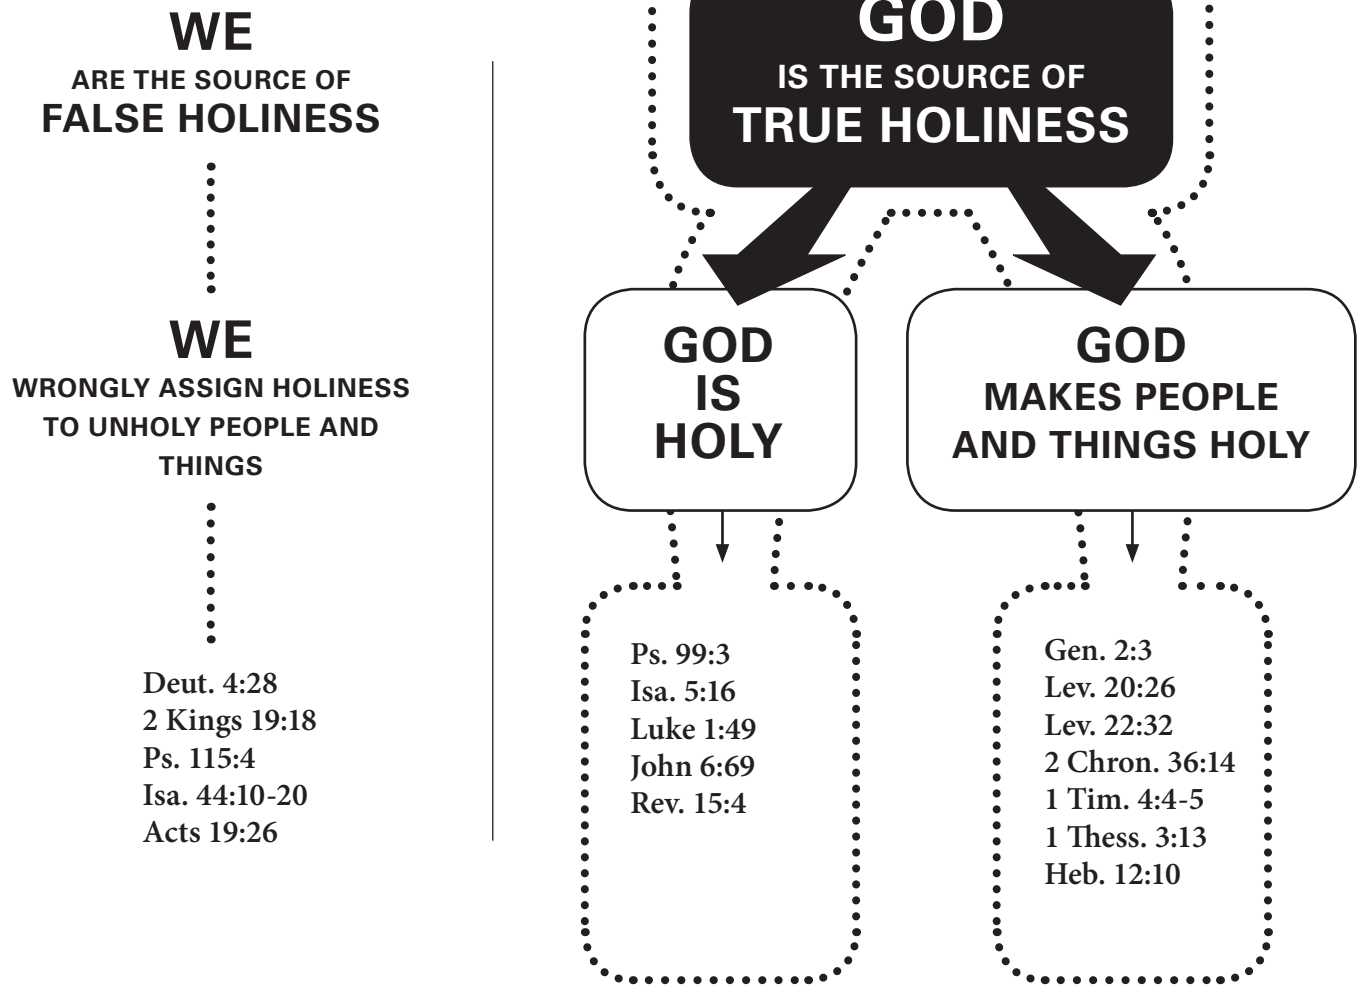 WE
ARE THE SOURCE OF
FALSE HOLINESS
WE
WRONGLY ASSIGN HOLINESS
TO UNHOLY PEOPLE AND
THINGS
Deut. 4:28
2 Kings 19:18
Ps. 115:4
Isa. 44:10-20
Acts 19:26
GOD
IS THE SOURCE OF
TRUE HOLINESS
GOD
IS
HOLY
Ps. 99:3
Isa. 5:16
Luke 1:49
John 6:69
Rev. 15:4
GOD
MAKES PEOPLE
AND THINGS HOLY
Gen. 2:3
Lev. 20:26
Lev. 22:32
2 Chron. 36:14
1 Tim. 4:4-5
1 Thess. 3:13
Heb. 12:10